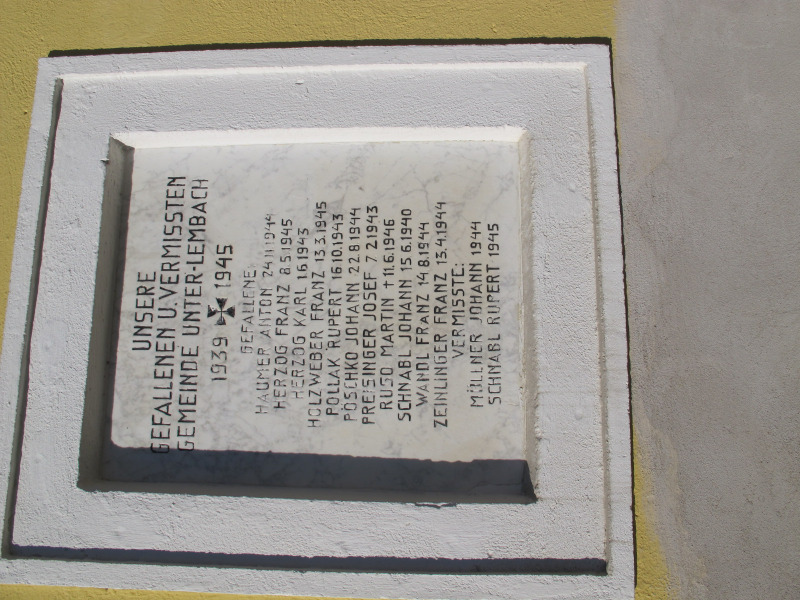 UNSERE
GEFALLENEN U. VERMISSTEN
GEMEINDE UNTER-LEMBACH
1939 1945
GEFALLENE:
HAUMER ANTON 24.11.1944
HERZOG FRANZ 8.5.1945
HERZOG KARL 1.6.1943
HOLZWEBER FRANZ 13.3.1945
POLLAK RUPERT 16.10.1943
PÖSCHKO JOHANN 22.8.1944
PREISINGER JOSEF 7.2.1943
RUSO MARTIN †11.6.1946
SCHNABL JOHANN 15.6.1940
WANDL FRANZ 14.8.1944
ZEINLINGER FRANZ 13.4.1944
VERMISSTE:
MÜLLNER JOHANN 1944
SCHNABL RUPERT 1945